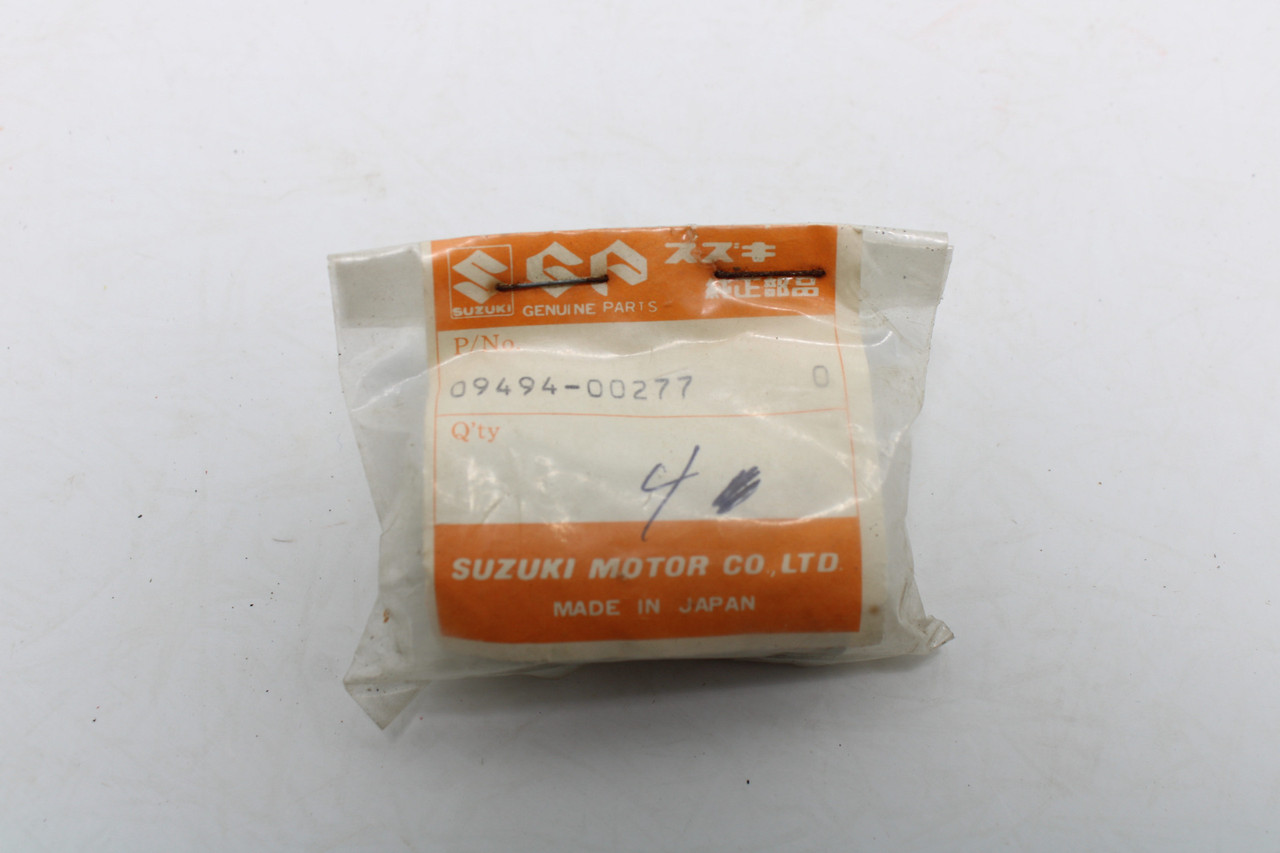 SUZUKI GP スズキ
GENUINE PARTS 純正部品
P/No.
09494-00277 0
Q'ty
4
SUZUKI MOTOR CO.,LTD.
MADE IN JAPAN